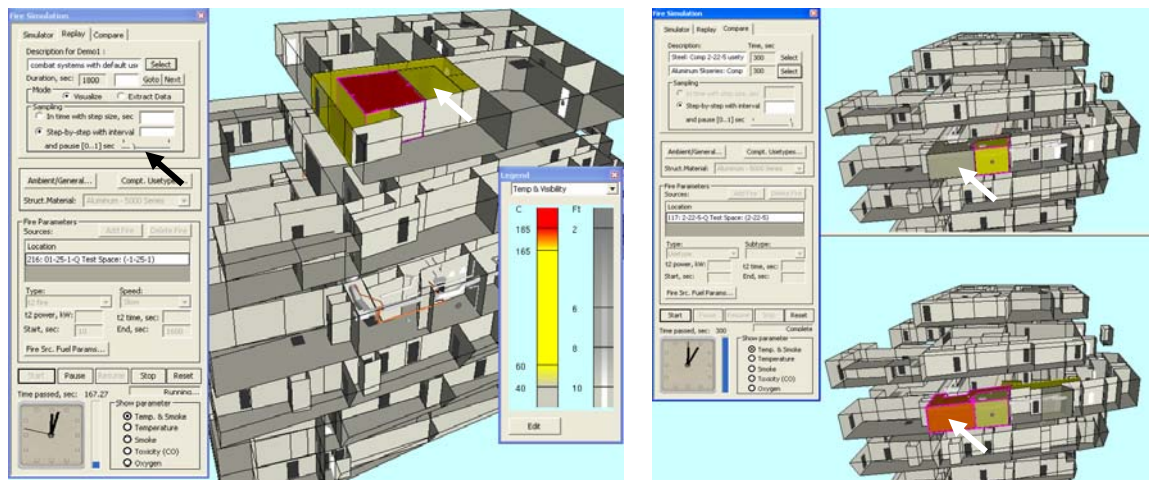 Fire Simulation
Simulator Replay Compare
Description for Demo1 :
combat systems with default use Select
Duration, sec: 1800 Goto Next
Mode
Visualize Extract Data
Sampling
In time with step size, sec
Step-by-step with interval
and pause [0..1] sec
Ambient/General... Compt. Usetypes...
Struct.Material: Aluminum - 5000 Series
Fire Parameters
Sources: Add Fire Delete Fire
Location
216: 01-25-1-Q Test Space: (-1-25-1)
Type: Speed:
t2 fire Slow
t2 power, kW: t2 time, sec:
Start, sec: 10 End, sec:
Fire Src. Fuel Params...
Start Pause Resume Stop Reset
Time passed, sec: 167.27 Running...
Show parameter
Temp. & Smoke
Temperature
Smoke
Toxicity (CO)
Oxygen
Legend
Temp & Visibility
C Ft
185 2
165
6
8
60
40 10
Edit
Fire Simulation
Simulator Replay Compare
Description: Time, sec
Steel: Comp 2-22-5 usety 300 Select
Aluminum 5kseries: Comp 300 Select
Sampling
In time with step size, sec
Step-by-step with interval
and pause [0..1] sec
Ambient/General... Compt. Usetypes...
Struct.Material: Aluminum - 5000 Series
Fire Parameters
Sources: Add Fire Delete Fire
Location
117: 2-22-5-Q Test Space: (2-22-5)
Type: Subtype:
Usetype
t2 power, kW: t2 time, sec:
Start, sec: End, sec:
Fire Src. Fuel Params...
Start Pause Resume Stop Reset
Time passed, sec: 300 Complete
Show parameter
Temp. & Smoke
Temperature
Smoke
Toxicity (CO)
Oxygen